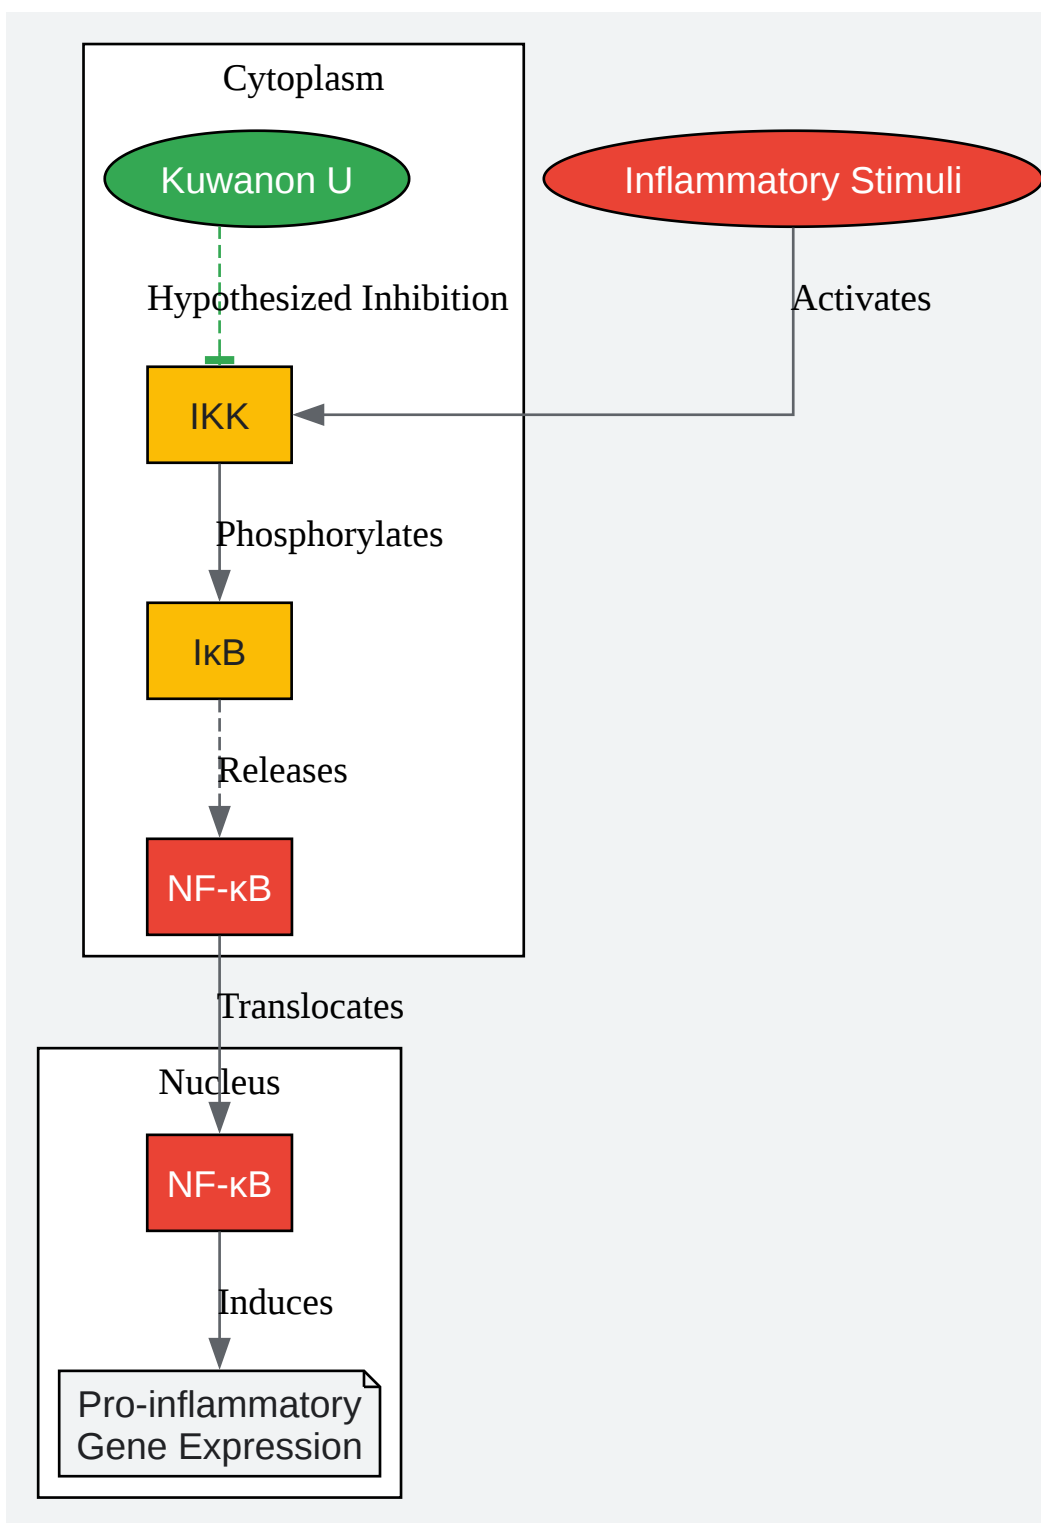 Cytoplasm
Kuwanon U
Inflammatory Stimuli
Hypothesized Inhibition
Activates
IKK
Phosphorylates
IκB
Releases
NF-κB
Translocates
Nucleus
NF-κB
Induces
Pro-inflammatory
Gene Expression